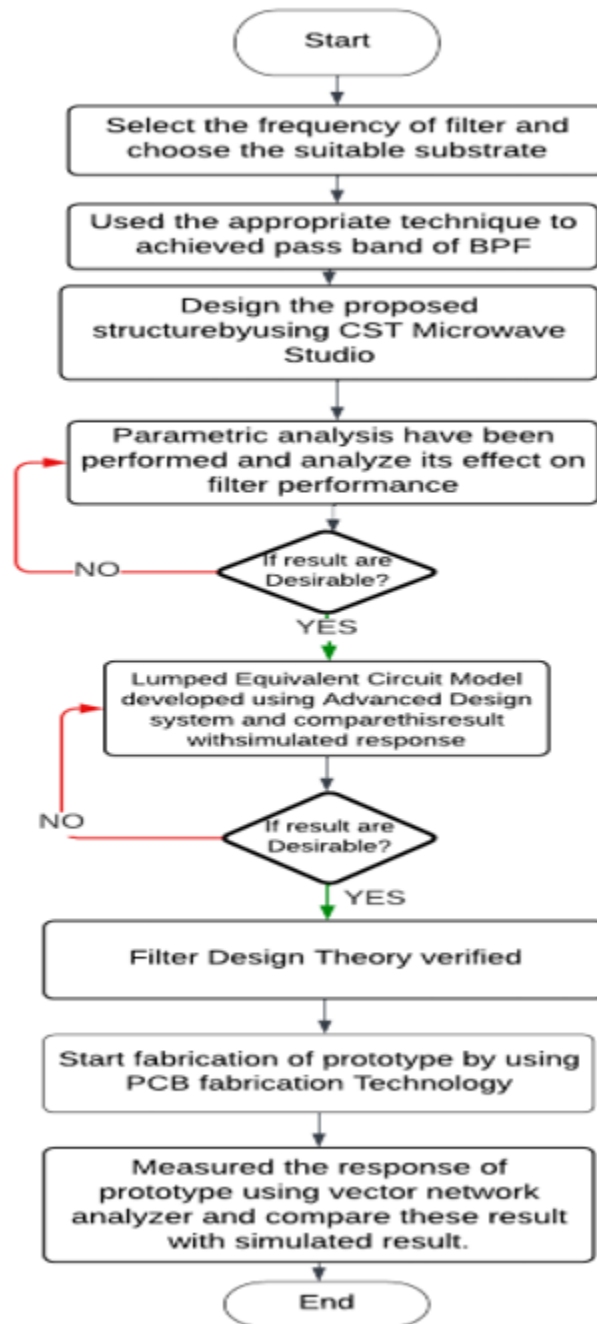 Start
Select the frequency of filter and
choose the suitable substrate
Used the appropriate technique to
achieved pass band of BPF
Design the proposed
structurebyusing CST Microwave
Studio
Parametric analysis have been
performed and analyze its effect on
filter performance
If result are
Desirable?
NO
YES
Lumped Equivalent Circuit Model
developed using Advanced Design
system and comparethisresult
withsimulated response
If result are
Desirable?
NO
YES
Filter Design Theory verified
Start fabrication of prototype by using
PCB fabrication Technology
Measured the response of
prototype using vector network
analyzer and compare these result
with simulated result.
End